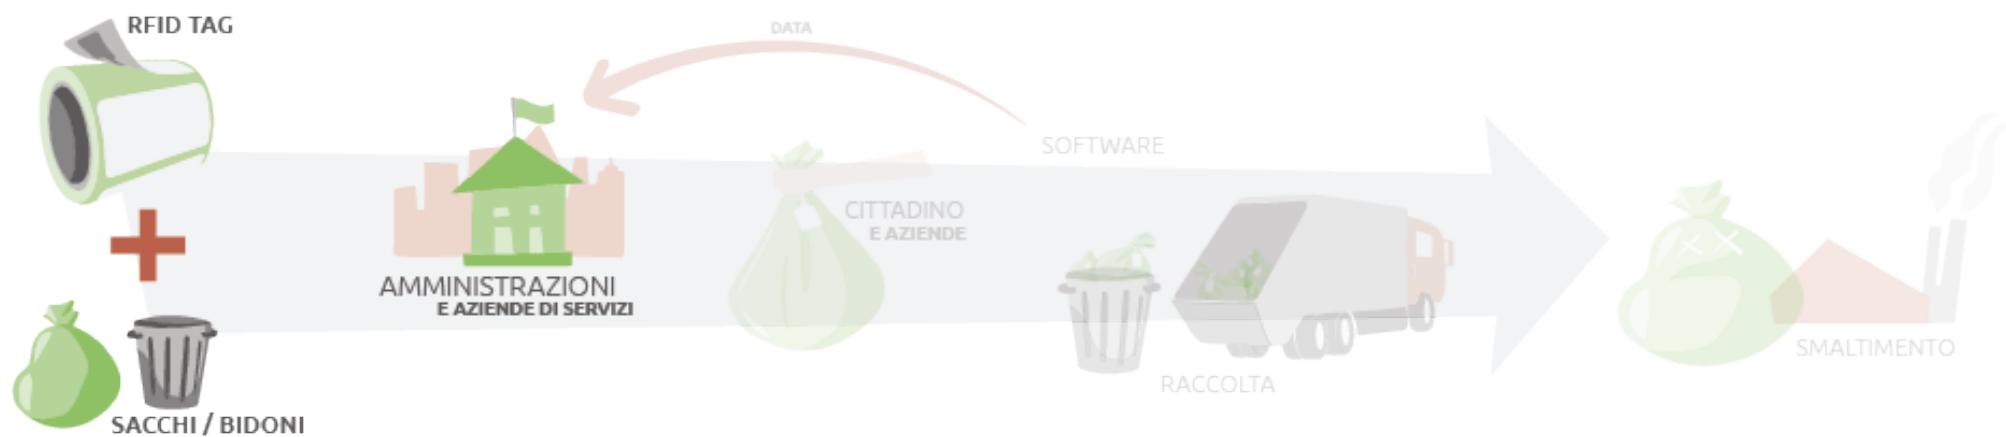 RFID TAG
DATA
SOFTWARE
CITTADINO
E AZIENDE
AMMINISTRAZIONI
E AZIENDE DI SERVIZI
SMALTIMENTO
RACCOLTA
SACCHI / BIDONI